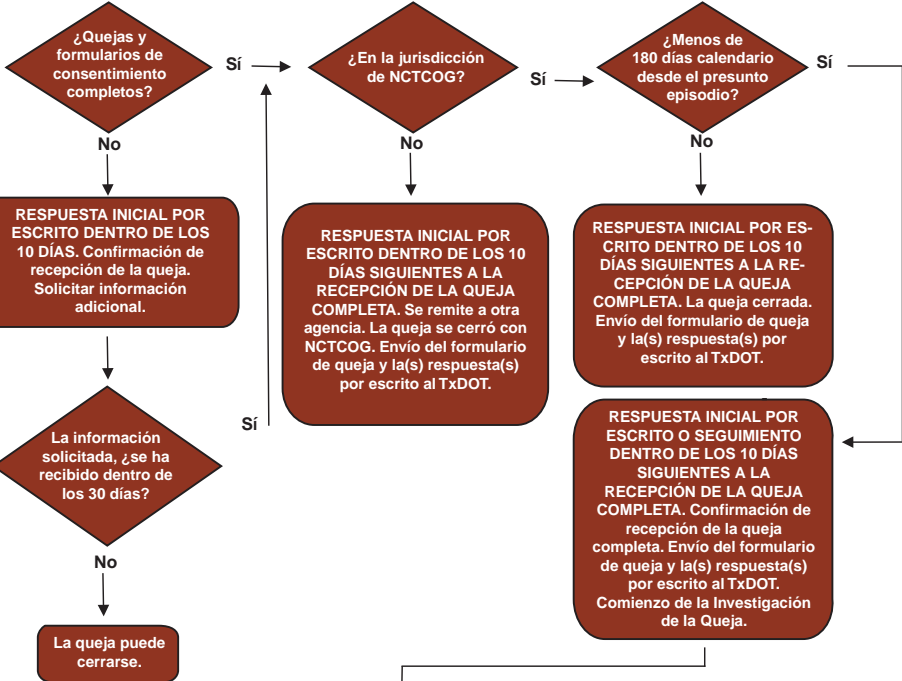 ¿Quejas y
formularios de
consentimiento
completos?
Sí
No
¿En la jurisdicción
de NCTCOG?
Sí
No
¿Menos de
180 días calendario
desde el presunto
episodio?
Sí
No
RESPUESTA INICIAL POR
ESCRITO DENTRO DE LOS
10 DÍAS. Confirmación de
recepción de la queja.
Solicitar información
adicional.
RESPUESTA INICIAL POR
ESCRITO DENTRO DE LOS 10
DÍAS SIGUIENTES A LA
RECEPCIÓN DE LA QUEJA
COMPLETA. Se remite a otra
agencia. La queja se cerró con
NCTCOG. Envío del formulario
de queja y la(s) respuesta(s)
por escrito al TxDOT.
RESPUESTA INICIAL POR ES-
CRITO DENTRO DE LOS 10
DÍAS SIGUIENTES A LA RE-
CEPCIÓN DE LA QUEJA
COMPLETA. La queja cerrada.
Envío del formulario de queja
y la(s) respuesta(s) por
escrito al TxDOT.
La información
solicitada, ¿se ha
recibido dentro de
los 30 días?
Sí
No
RESPUESTA INICIAL POR
ESCRITO O SEGUIMIENTO
DENTRO DE LOS 10 DÍAS
SIGUIENTES A LA
RECEPCIÓN DE LA QUEJA
COMPLETA. Confirmación de
recepción de la queja
completa. Envío del formulario
de queja y la(s) respuesta(s)
por escrito al TxDOT.
Comienzo de la Investigación
de la Queja.
La queja puede
cerrarse.